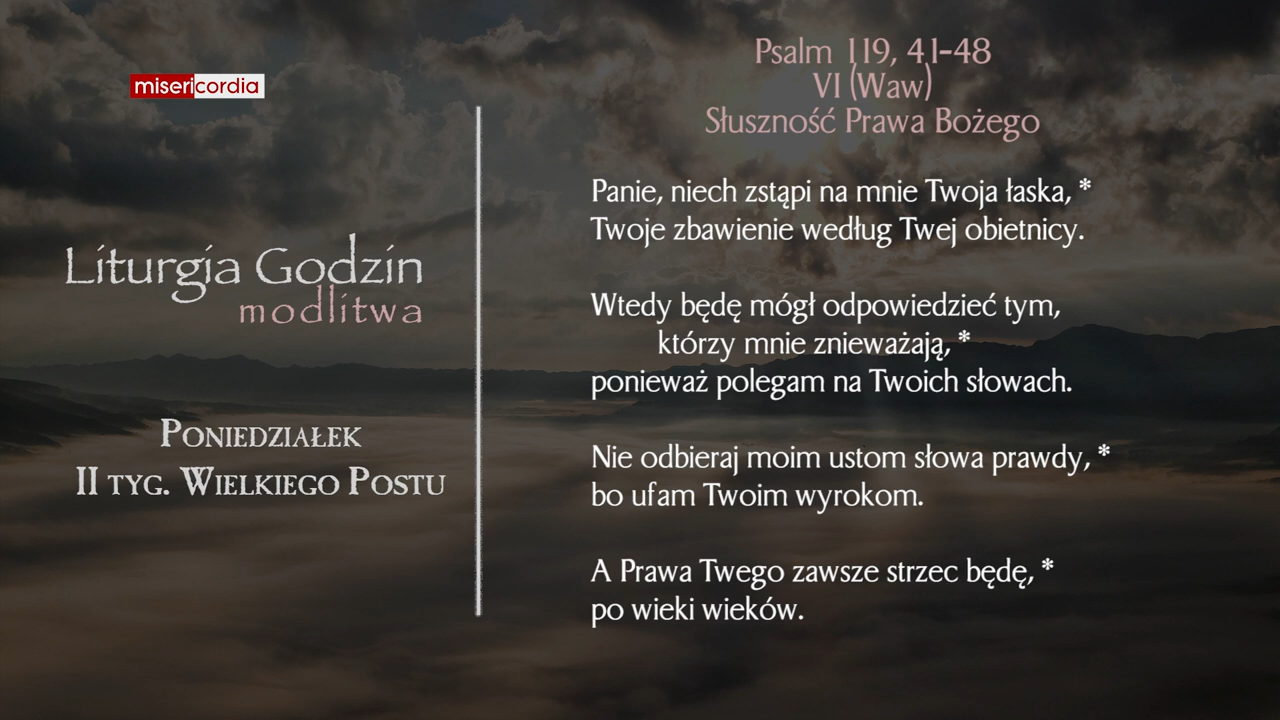 misericordia
Liturgia Godzin
modlitwa
Poniedziałek
II tyg. Wielkiego Postu
Psalm 119, 41-48
VI (Waw)
Słuszność Prawa Bożego
Panie, niech zstąpi na mnie Twoja łaska, *
Twoje zbawienie według Twej obietnicy.
Wtedy będę mógł odpowiedzieć tym,
którzy mnie znieważają, *
ponieważ polegam na Twoich słowach.
Nie odbieraj moim ustom słowa prawdy, *
bo ufam Twoim wyrokom.
A Prawa Twego zawsze strzec będę, *
po wieki wieków.